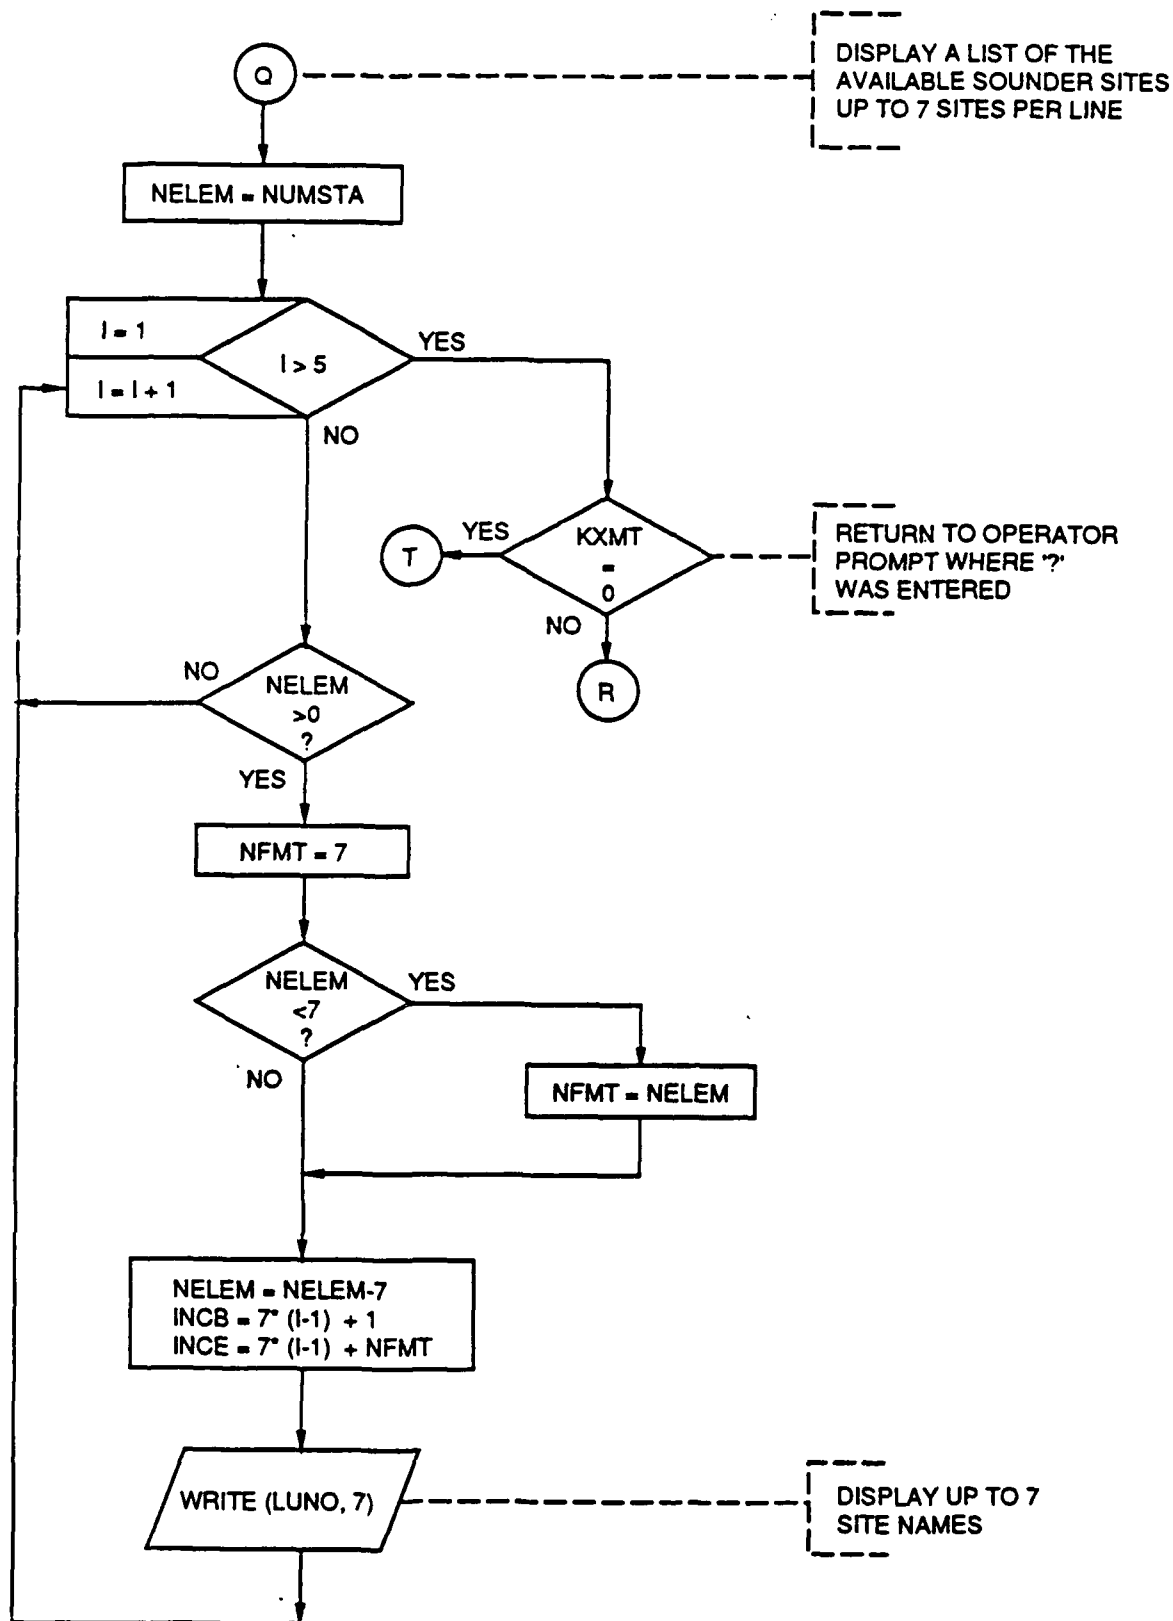 Q
DISPLAY A LIST OF THE
AVAILABLE SOUNDER SITES
UP TO 7 SITES PER LINE
NELEM = NUMSTA
I = 1
I > 5
YES
I = I + 1
NO
KXMT
=
0
YES
T
NO
R
RETURN TO OPERATOR
PROMPT WHERE '?'
WAS ENTERED
NO
NELEM
>0
?
YES
NFMT = 7
NELEM
<7
?
YES
NO
NFMT = NELEM
NELEM = NELEM-7
INCB = 7* (I-1) + 1
INCE = 7* (I-1) + NFMT
WRITE (LUNO, 7)
DISPLAY UP TO 7
SITE NAMES